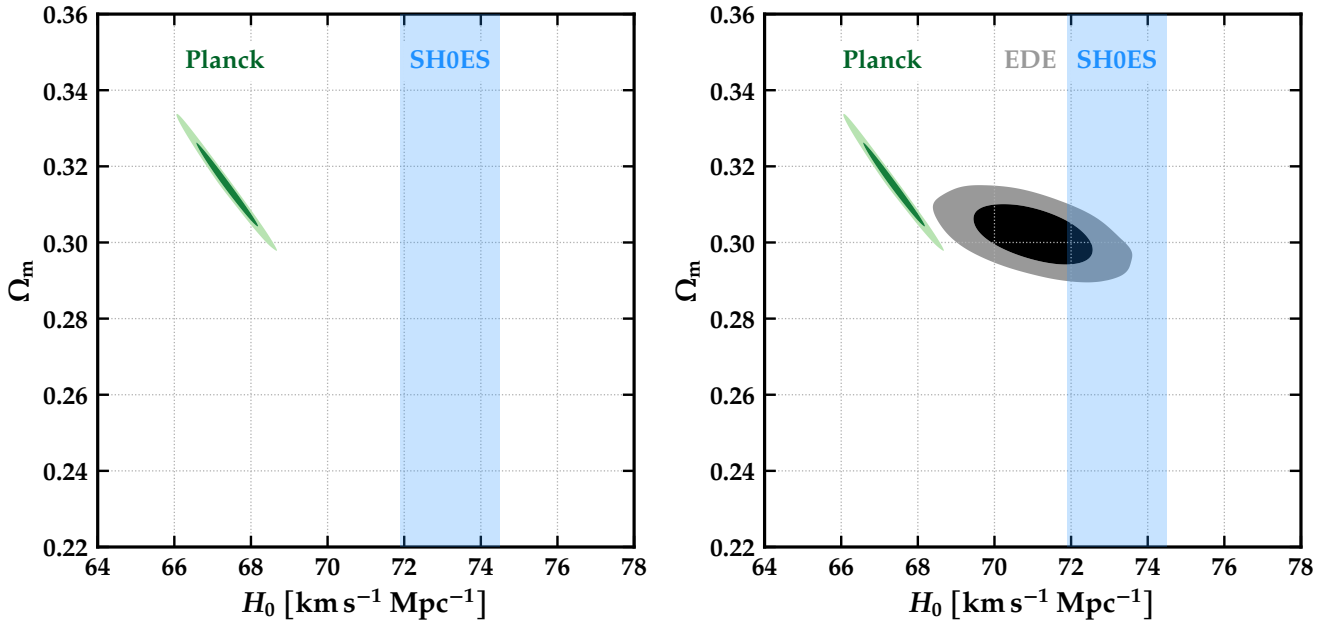 0.36
Planck
SH0ES
0.34
0.32
0.30
Ωm
0.28
0.26
0.24
0.22
64 66 68 70 72 74 76 78
H₀ [km s⁻¹ Mpc⁻¹]
0.36
Planck
EDE
SH0ES
0.34
0.32
0.30
Ωm
0.28
0.26
0.24
0.22
64 66 68 70 72 74 76 78
H₀ [km s⁻¹ Mpc⁻¹]